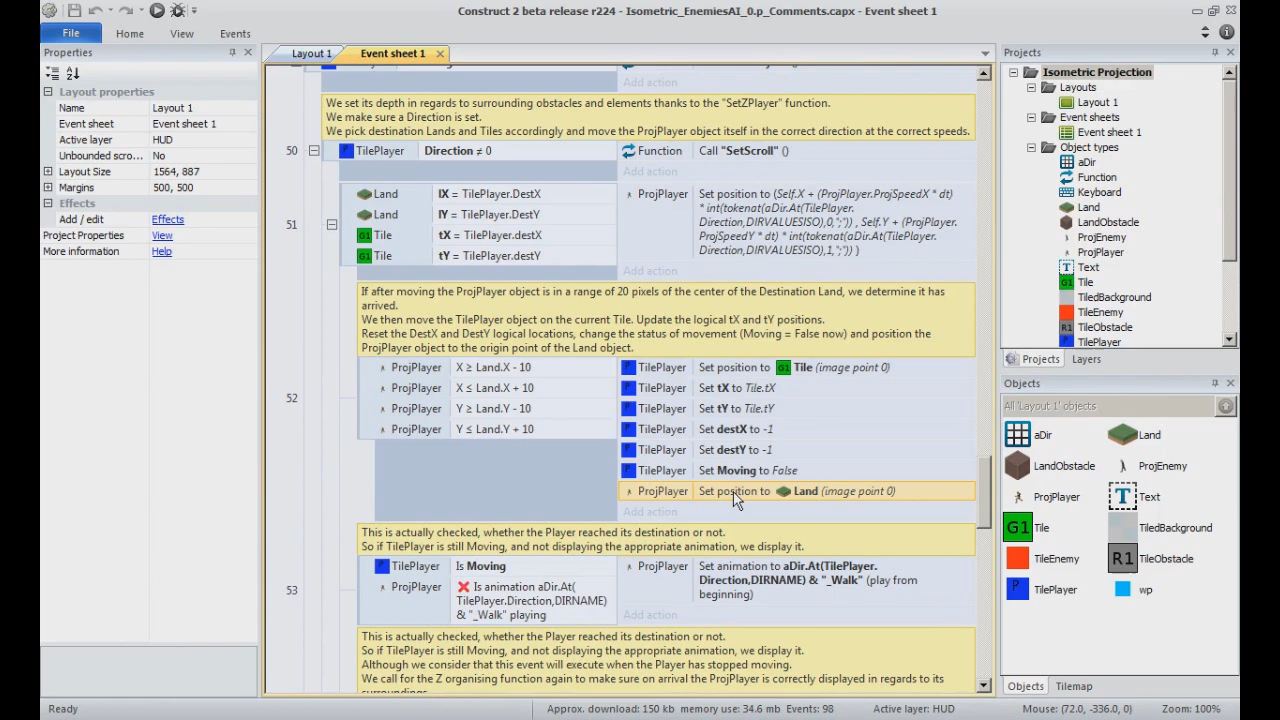 Construct 2 beta release r224 - Isometric_EnemiesAI_0.p_Comments.capx - Event sheet 1
File
Home
View
Events
Properties
Layout properties
Name
Layout 1
Event sheet
Event sheet 1
Active layer
HUD
Unbounded scro...
No
Layout Size
1564, 887
Margins
500, 500
Effects
Add / edit
Effects
Project Properties
View
More information
Help
Layout 1
Event sheet 1
Add action
We set its depth in regards to surrounding obstacles and elements thanks to the "SetZPlayer" function.
We make sure a Direction is set.
We pick destination Lands and Tiles accordingly and move the ProjPlayer object itself in the correct direction at the correct speeds.
50
TilePlayer
Direction ≠ 0
Function
Call "SetScroll" ()
Add action
51
Land
lX = TilePlayer.DestX
Land
lY = TilePlayer.DestY
G1 Tile
tX = TilePlayer.destX
G1 Tile
tY = TilePlayer.destY
ProjPlayer
Set position to (Self.X + (ProjPlayer.ProjSpeedX * dt)
* int(tokenat(aDir.At(TilePlayer.
Direction,DIRVALUESISO),0,";")) , Self.Y + (ProjPlayer.
ProjSpeedY * dt) * int(tokenat(aDir.At(TilePlayer.
Direction,DIRVALUESISO),1,";")) )
Add action
If after moving the ProjPlayer object is in a range of 20 pixels of the center of the Destination Land, we determine it has
arrived.
We then move the TilePlayer object on the current Tile. Update the logical tX and tY positions.
Reset the DestX and DestY logical locations, change the status of movement (Moving = False now) and position the
ProjPlayer object to the origin point of the Land object.
52
ProjPlayer
X ≥ Land.X - 10
ProjPlayer
X ≤ Land.X + 10
ProjPlayer
Y ≥ Land.Y - 10
ProjPlayer
Y ≤ Land.Y + 10
TilePlayer
Set position to G1 Tile (image point 0)
TilePlayer
Set tX to Tile.tX
TilePlayer
Set tY to Tile.tY
TilePlayer
Set destX to -1
TilePlayer
Set destY to -1
TilePlayer
Set Moving to False
ProjPlayer
Set position to Land (image point 0)
Add action
This is actually checked, whether the Player reached its destination or not.
So if TilePlayer is still Moving, and not displaying the appropriate animation, we display it.
53
TilePlayer
Is Moving
ProjPlayer
Is animation aDir.At(
TilePlayer.Direction,DIRNAME)
& "_Walk" playing
ProjPlayer
Set animation to aDir.At(TilePlayer.
Direction,DIRNAME) & "_Walk" (play from
beginning)
Add action
This is actually checked, whether the Player reached its destination or not.
So if TilePlayer is still Moving, and not displaying the appropriate animation, we display it.
Although we consider that this event will execute when the Player has stopped moving.
We call for the Z organising function again to make sure on arrival the ProjPlayer is correctly displayed in regards to its
Projects
Isometric Projection
Layouts
Layout 1
Event sheets
Event sheet 1
Object types
aDir
Function
Keyboard
Land
LandObstacle
ProjEnemy
ProjPlayer
T Text
G1 Tile
TiledBackground
TileEnemy
R1 TileObstacle
P TilePlayer
Projects
Layers
Objects
All 'Layout 1' objects
aDir
Land
LandObstacle
ProjEnemy
ProjPlayer
T Text
G1 Tile
TiledBackground
TileEnemy
R1 TileObstacle
P TilePlayer
wp
Objects
Tilemap
Ready
Approx. download: 150 kb
memory use: 34.6 mb
Events: 98
Active layer: HUD
Mouse: (72.0, -336.0, 0)
Zoom: 100%